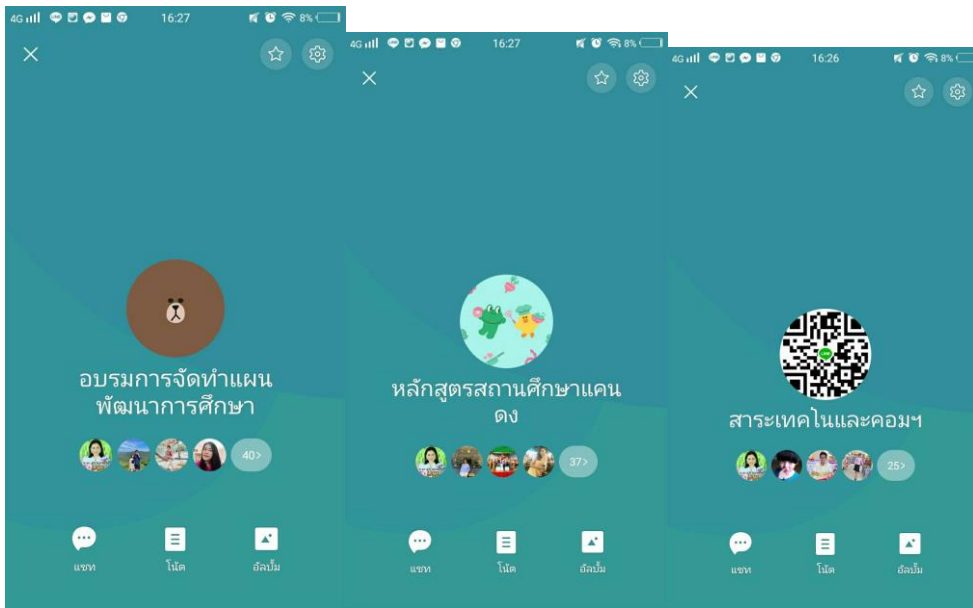 4G 16:27 8%
อบรมการจัดทำแผน
พัฒนาการศึกษา
40>
แชท โน้ต อัลบั้ม
4G 16:27 8%
หลักสูตรสถานศึกษาแคน
ดง
37>
แชท โน้ต อัลบั้ม
4G 16:26 8%
สาระเทคโนและคอมฯ
25>
แชท โน้ต อัลบั้ม